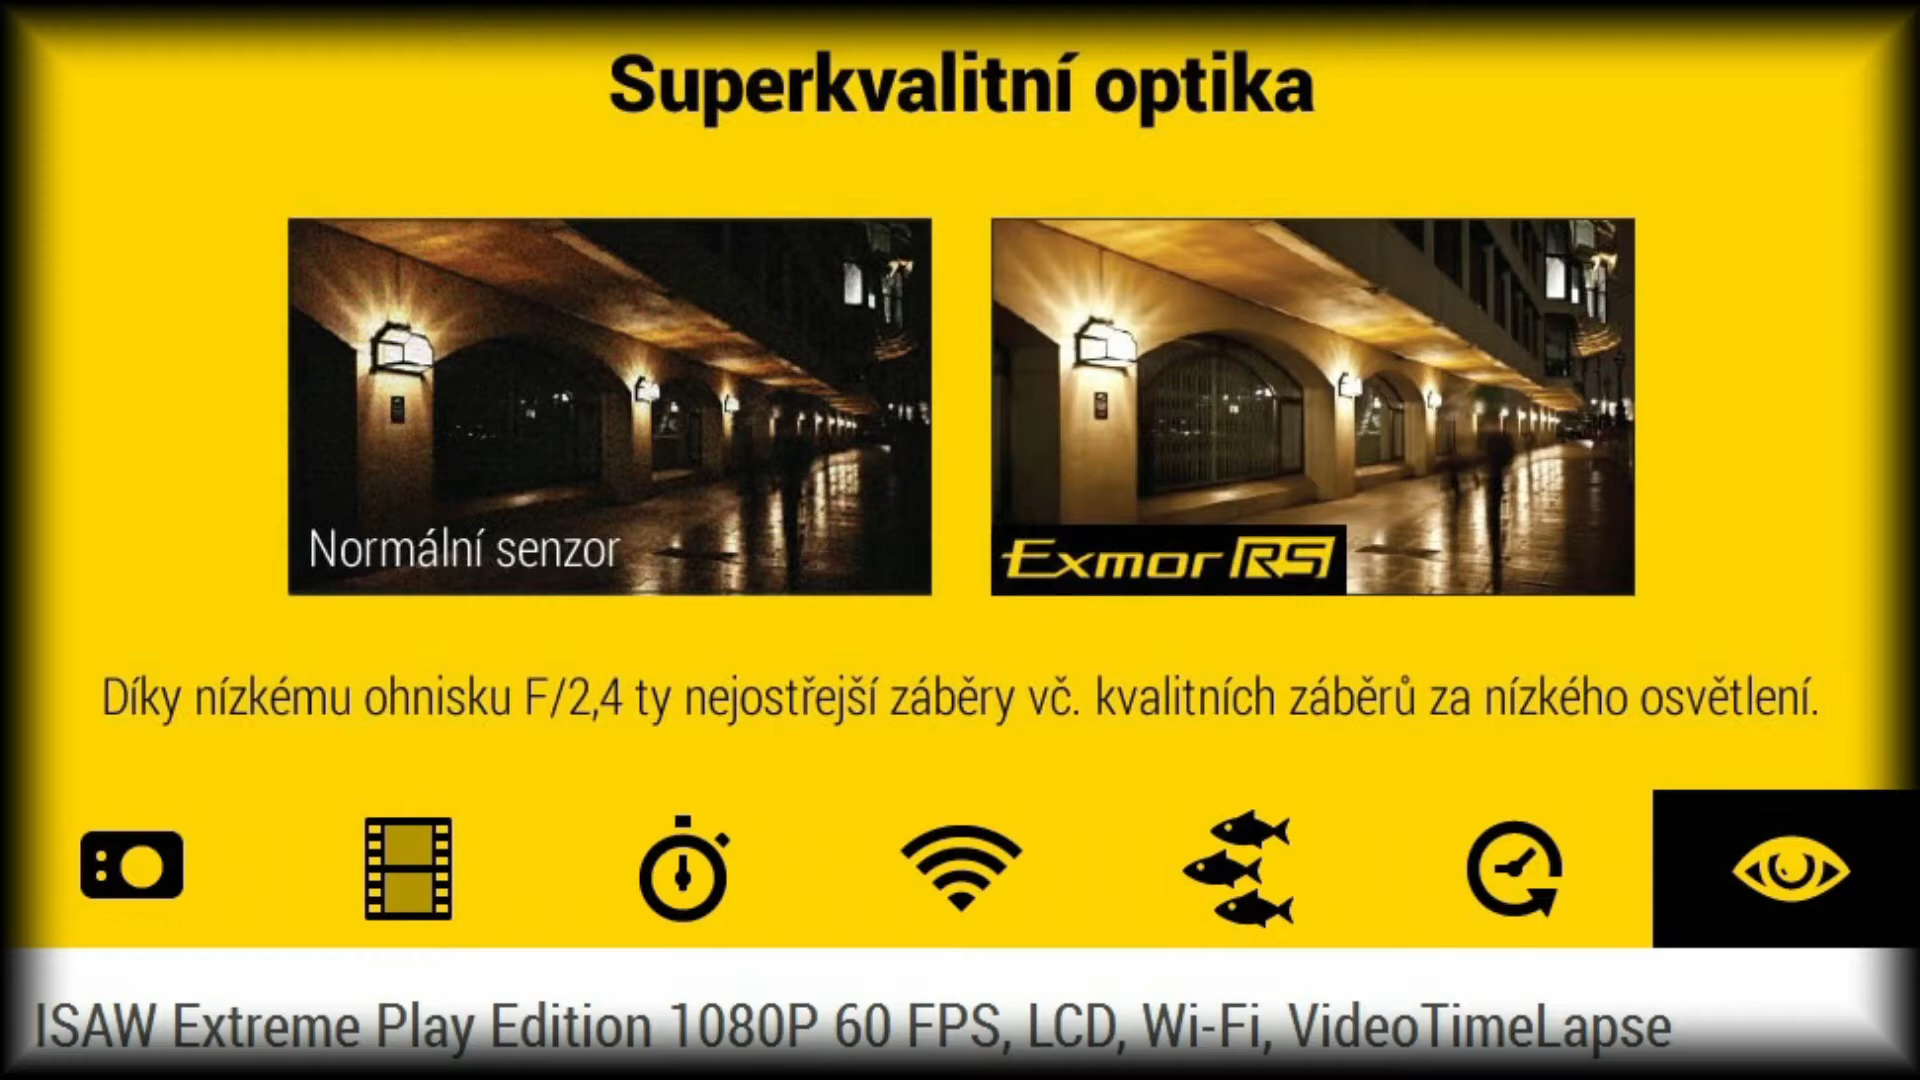 Superkvalitní optika
Normální senzor
Exmor RS
Díky nízkému ohnisku F/2,4 ty nejostřejší záběry vč. kvalitních záběrů za nízkého osvětlení.
ISAW Extreme Play Edition 1080P 60 FPS, LCD, Wi-Fi, VideoTimeLapse